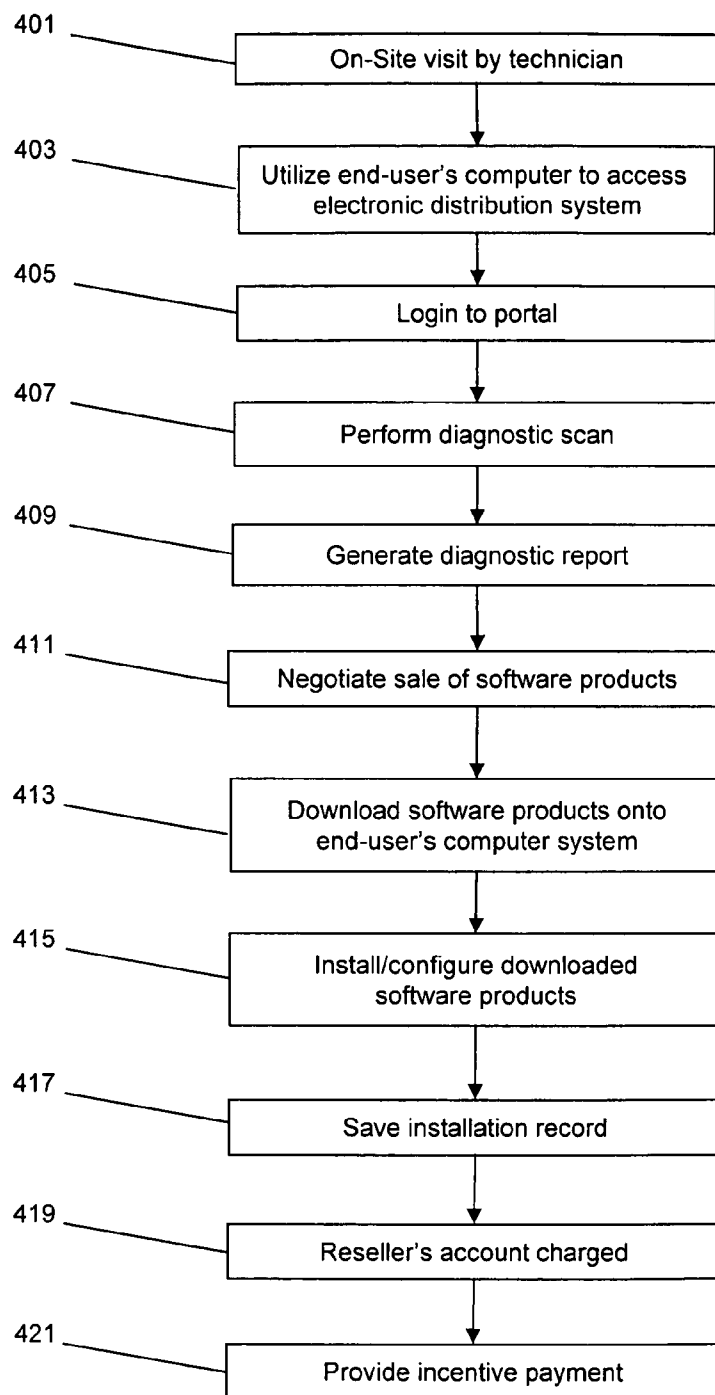 401
On-Site visit by technician
403
Utilize end-user's computer to access
electronic distribution system
405
Login to portal
407
Perform diagnostic scan
409
Generate diagnostic report
411
Negotiate sale of software products
413
Download software products onto
end-user's computer system
415
Install/configure downloaded
software products
417
Save installation record
419
Reseller's account charged
421
Provide incentive payment